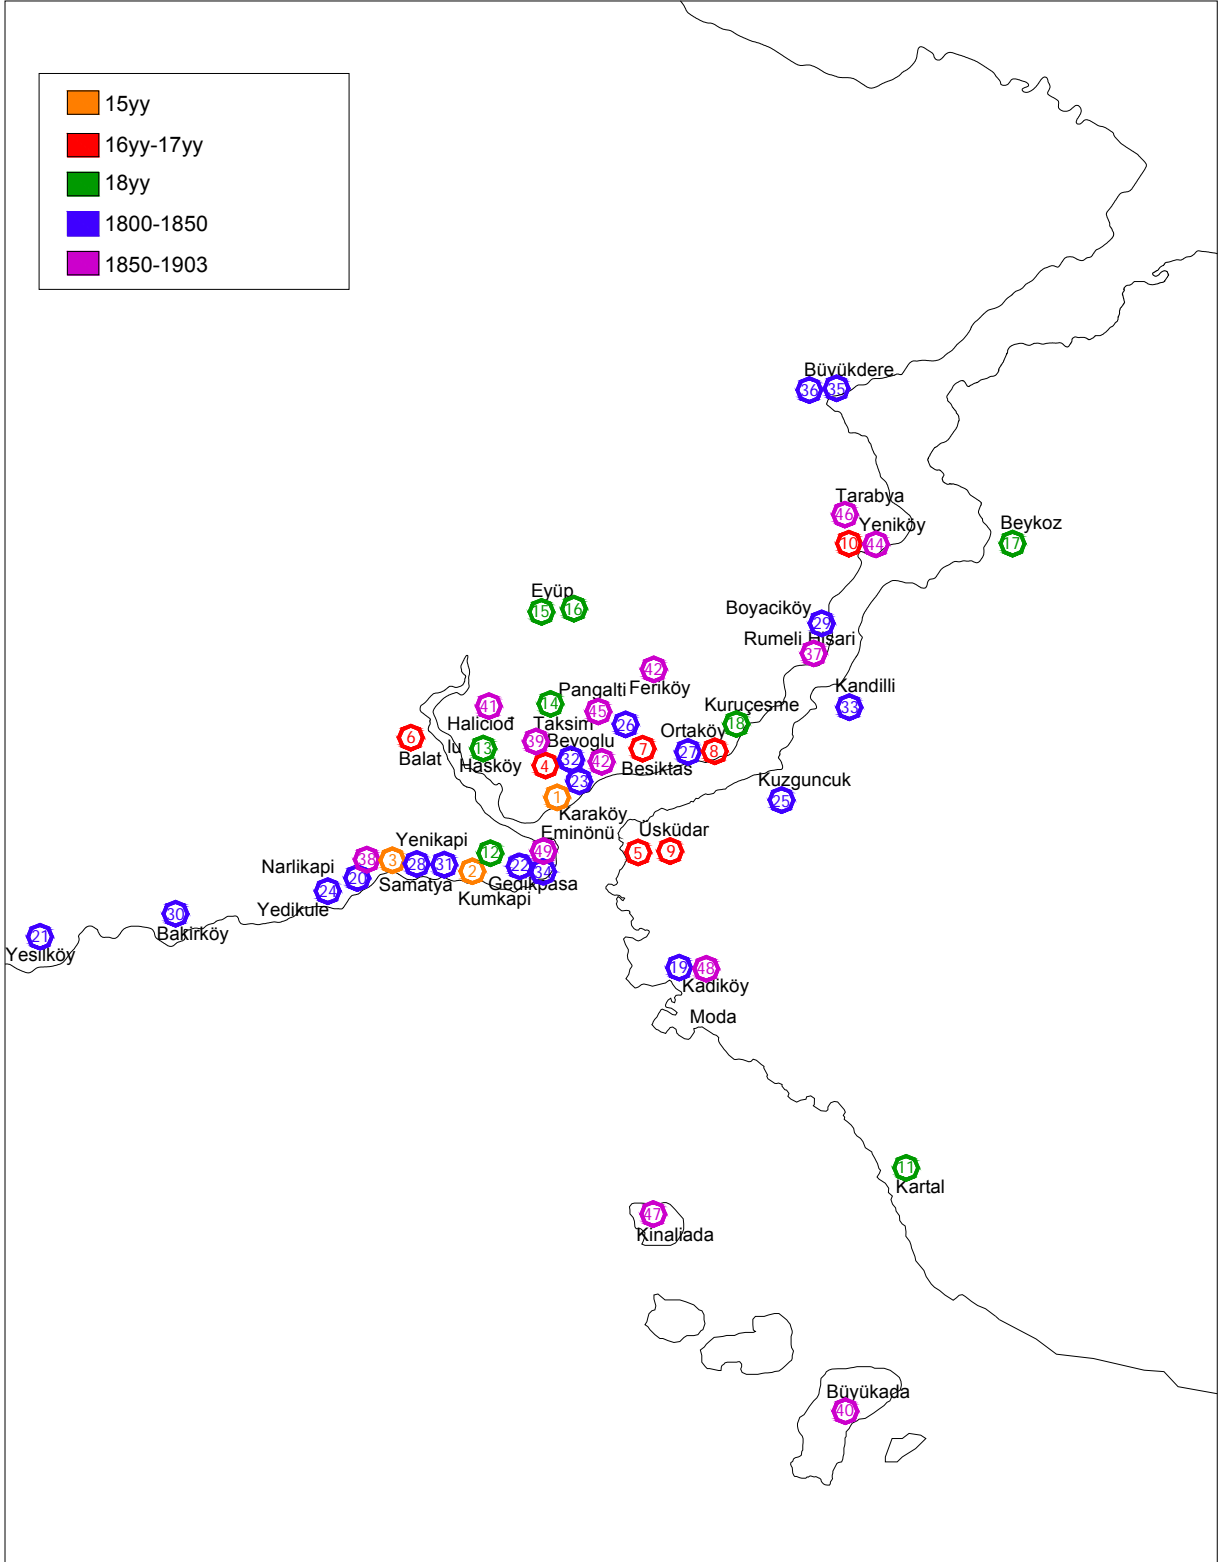 15yy
16yy-17yy
18yy
1800-1850
1850-1903
Büyükdere
36 35
Tarabya
46
Yeniköy
10 44
Beykoz
17
Eyüp
15 16
Boyaciköy
29
Rumeli Hisari
37
42
Feriköy
Kandilli
33
Pangalti
45
14
41
Haliciođ
lu
Taksim
39
26
Kuruçesme
18
Ortaköy
27 8
6
Balat
13
Hasköy
Beyoglu
4 32 42
23
7
Besiktas
Kuzguncuk
25
1
Karaköy
Eminönü
49
34
Üsküdar
5 9
Yenikapi
38 3 28 31
Samatya
2
Kumkapi
12
22
Gedikpasa
Narlikapi
24 20
Yedikule
30
Bakirköy
21
Yesilköy
19 48
Kadiköy
Moda
11
Kartal
47
Kinaliada
Büyükada
40